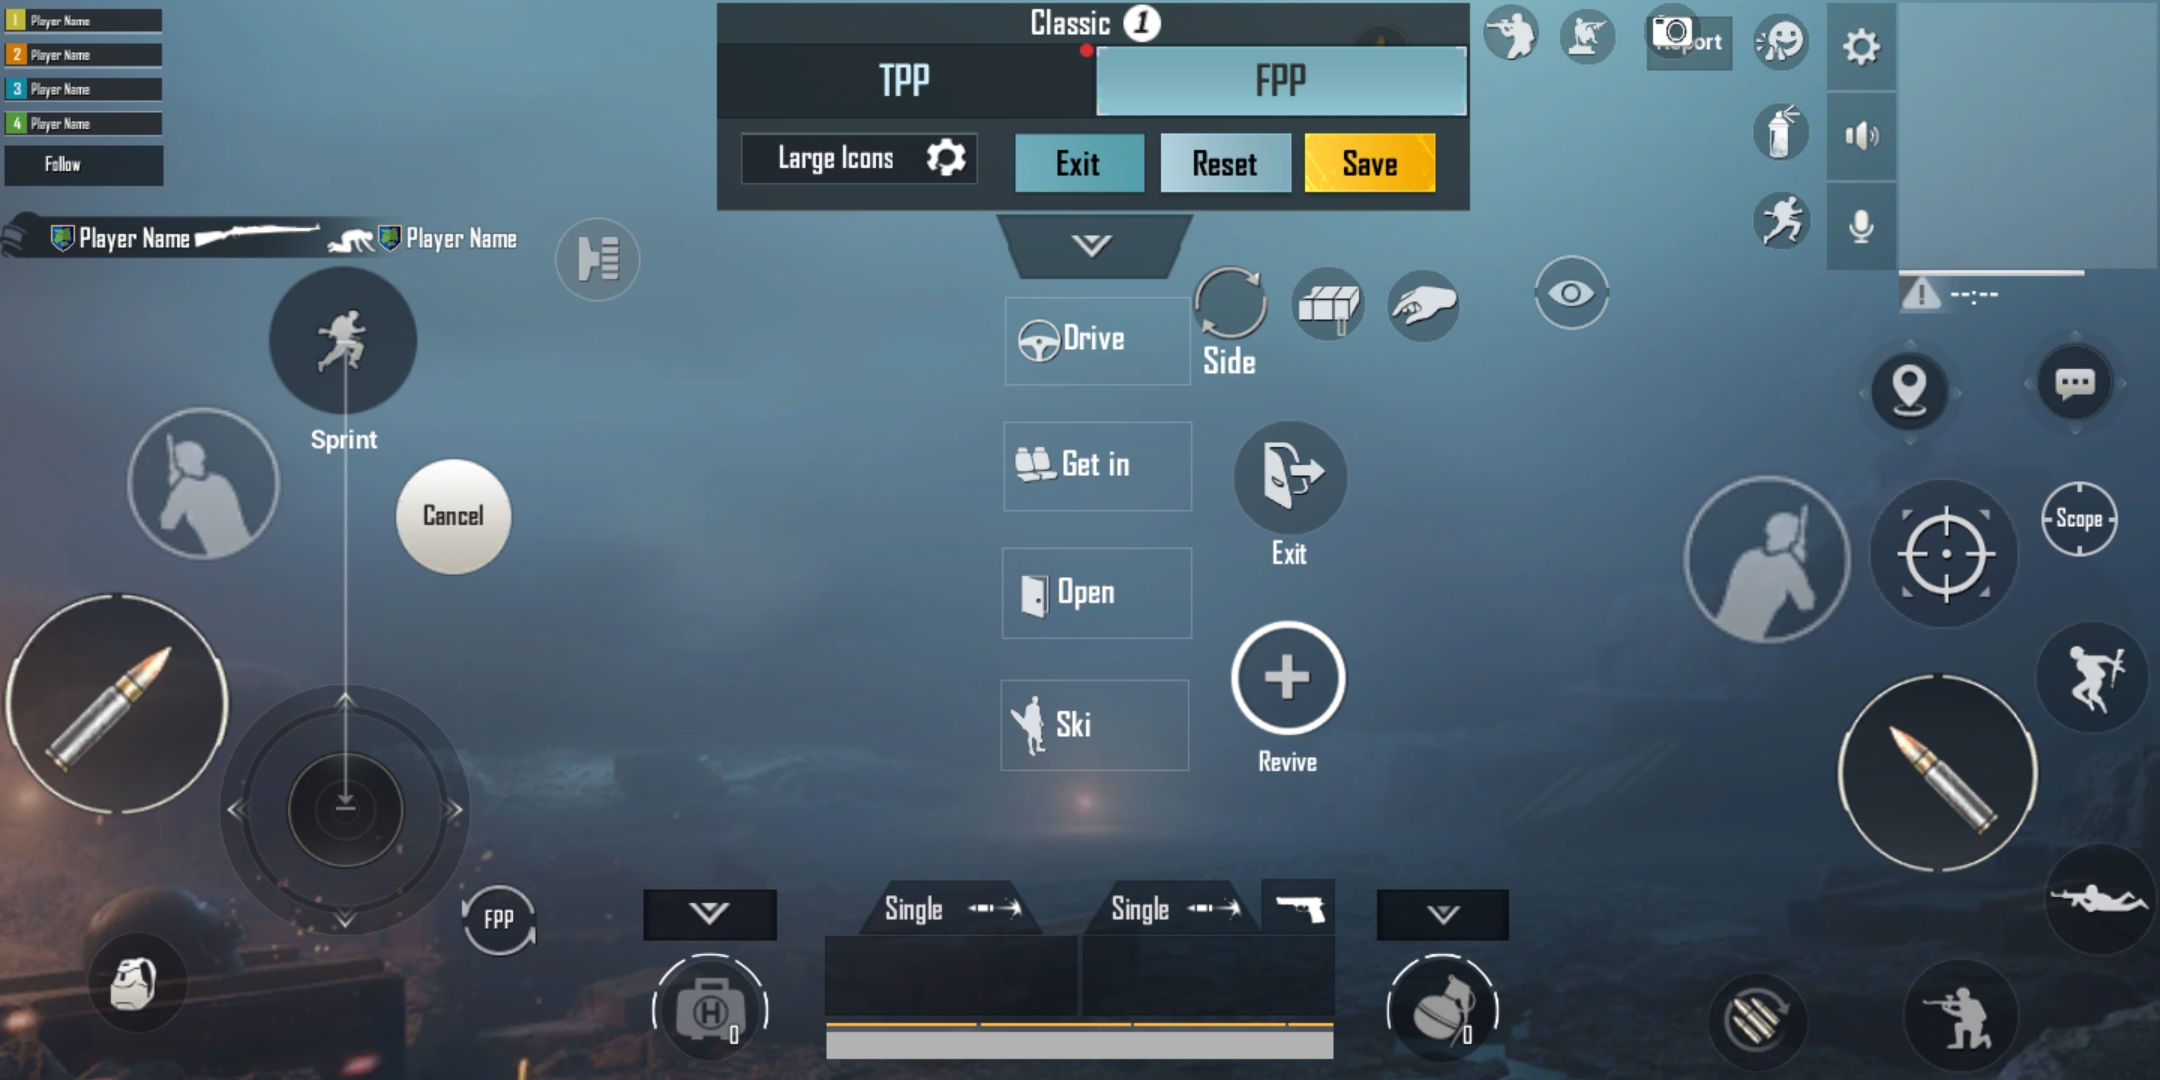 1 Player Name
2 Player Name
3 Player Name
4 Player Name
Follow
Classic 1
TPP
FPP
Large Icons
Exit
Reset
Save
Player Name
Player Name
--:--
Drive
Side
Sprint
Get in
Cancel
Scope
Exit
Open
Ski
Revive
FPP
Single
Single
H
0
0